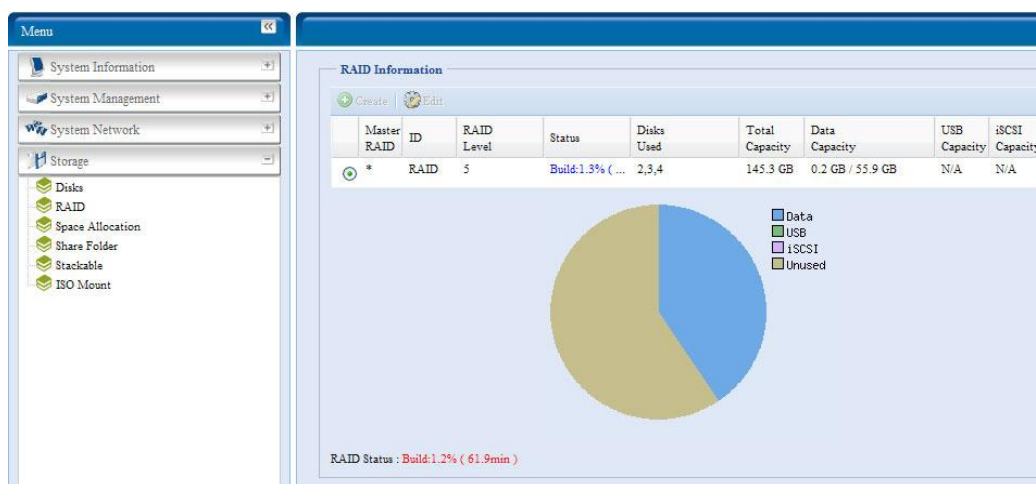 Menu
System Information
System Management
System Network
Storage
Disks
RAID
Space Allocation
Share Folder
Stackable
ISO Mount
RAID Information
Create | Edit
Master RAID ID RAID Level Status Disks Used Total Capacity Data Capacity USB Capacity iSCSI Capacity
* RAID 5 Build:1.3% ( ... 2,3,4 145.3 GB 0.2 GB / 55.9 GB N/A N/A
Data
USB
iSCSI
Unused
RAID Status : Build:1.2% ( 61.9min )